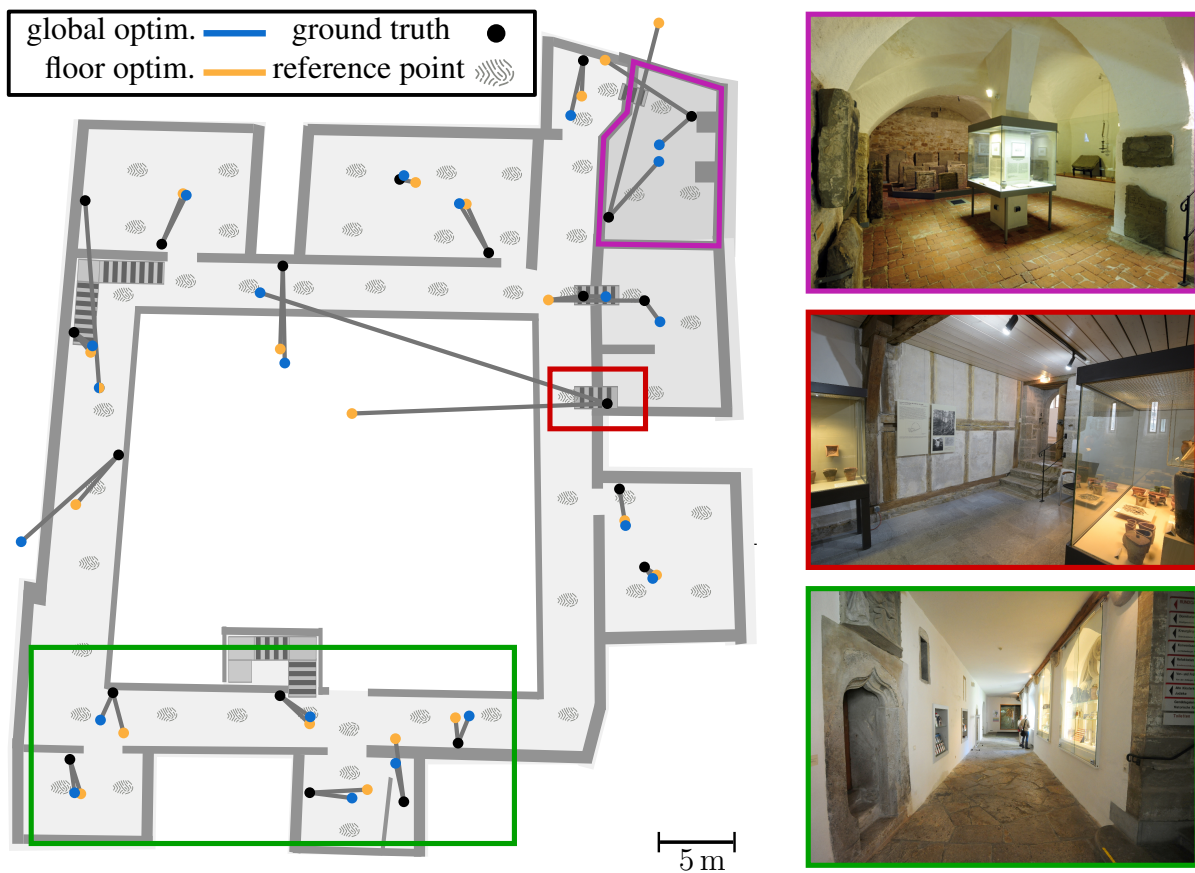 global optim. ground truth
floor optim. reference point
5 m